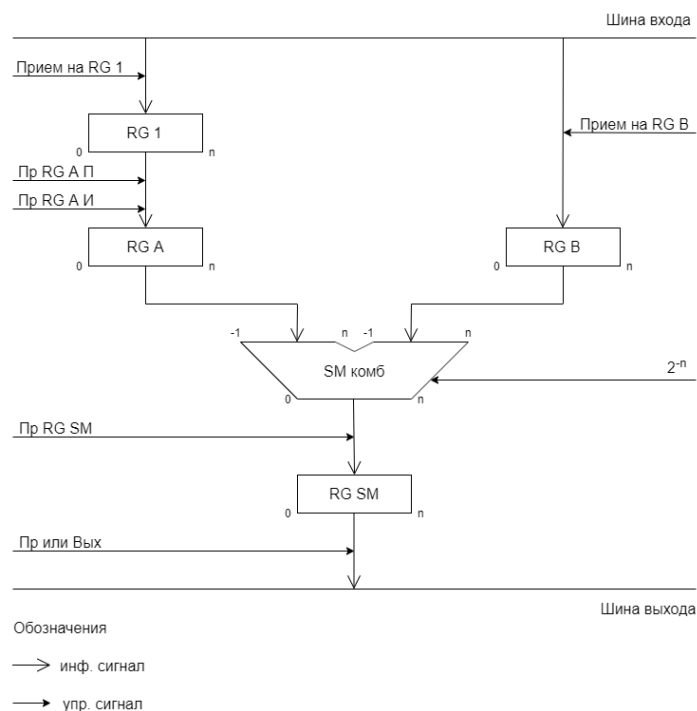 Шина входа
Прием на RG 1
Прием на RG B
RG 1
0 n
Пр RG A П
Пр RG A И
RG A
0 n
RG B
0 n
-1 n -1 n
SM комб
2⁻ⁿ
0 n
Пр RG SM
RG SM
0 n
Пр или Вых
Шина выхода
Обозначения
инф. сигнал
упр. сигнал